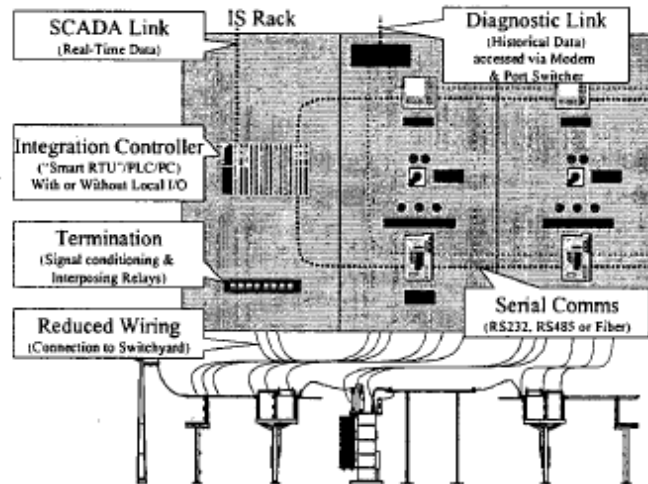 SCADA Link
(Real-Time Data)
IS Rack
Diagnostic Link
(Historical Data)
accessed via Modem
& Port Switcher
Integration Controller
("Smart RTU"/PLC/PC)
With or Without Local I/O
Termination
(Signal conditioning &
Interposing Relays)
Reduced Wiring
(Connection to Switchyard)
Serial Comms
(RS232, RS485 or Fiber)